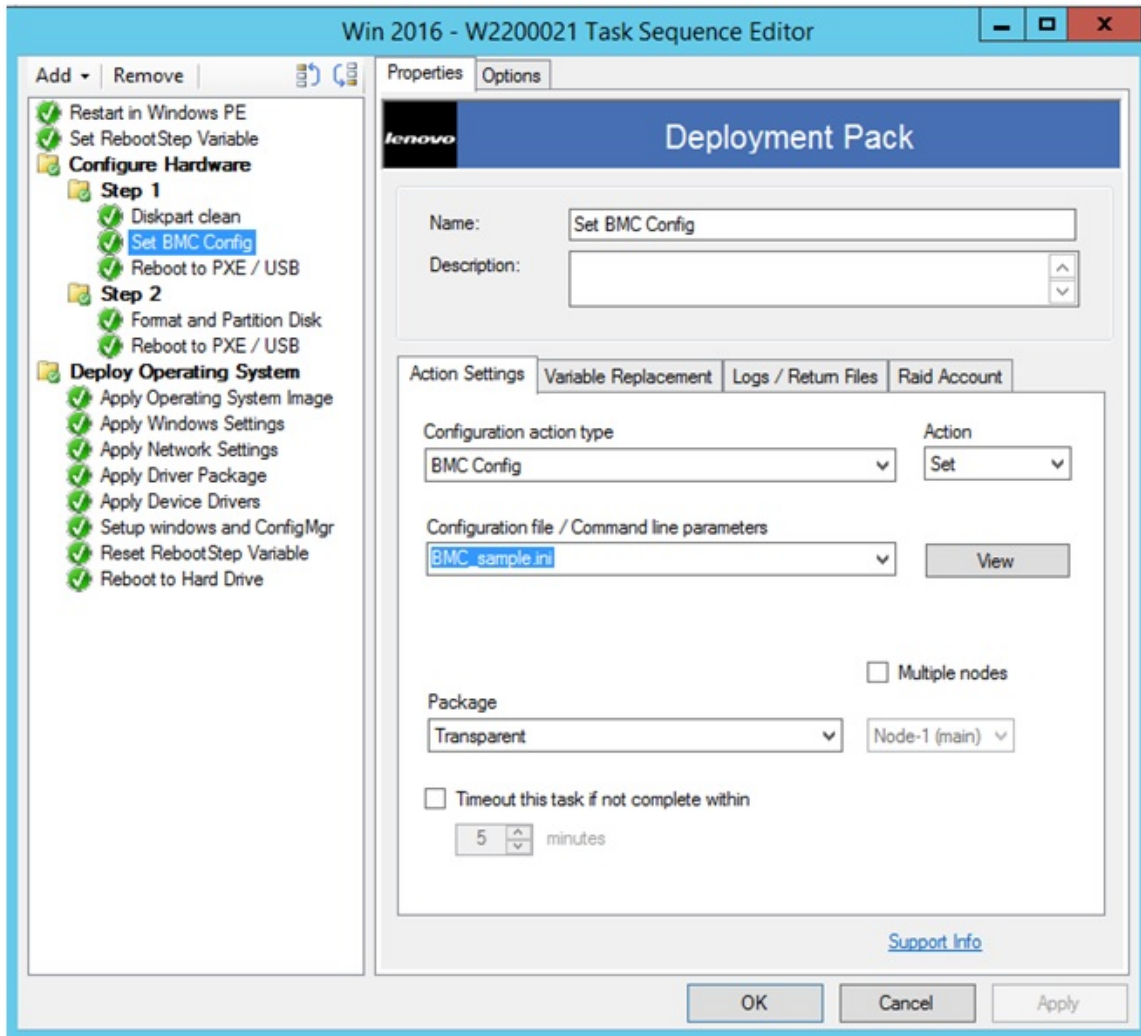 Win 2016 - W2200021 Task Sequence Editor
Add
Remove
Restart in Windows PE
Set RebootStep Variable
Configure Hardware
Step 1
Diskpart clean
Set BMC Config
Reboot to PXE / USB
Step 2
Format and Partition Disk
Reboot to PXE / USB
Deploy Operating System
Apply Operating System Image
Apply Windows Settings
Apply Network Settings
Apply Driver Package
Apply Device Drivers
Setup windows and ConfigMgr
Reset RebootStep Variable
Reboot to Hard Drive
Properties
Options
lenovo
Deployment Pack
Name:
Set BMC Config
Description:
Action Settings
Variable Replacement
Logs / Return Files
Raid Account
Configuration action type
Action
BMC Config
Set
Configuration file / Command line parameters
BMC_sample.ini
View
Multiple nodes
Package
Transparent
Node-1 (main)
Timeout this task if not complete within
5
minutes
Support Info
OK
Cancel
Apply